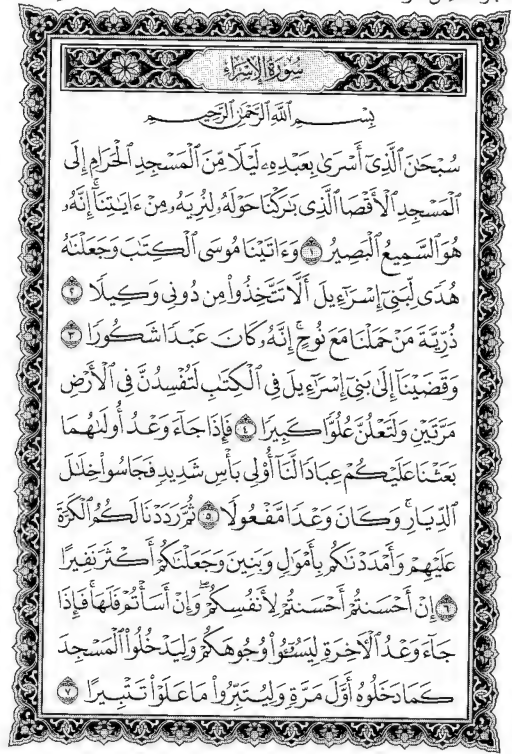 سُورَةُ الإِسْرَاءِ
بِسْمِ ٱللَّهِ ٱلرَّحْمَٰنِ ٱلرَّحِيمِ
سُبْحَٰنَ ٱلَّذِىٓ أَسْرَىٰ بِعَبْدِهِۦ لَيْلًا مِّنَ ٱلْمَسْجِدِ ٱلْحَرَامِ إِلَى
ٱلْمَسْجِدِ ٱلْأَقْصَا ٱلَّذِى بَٰرَكْنَا حَوْلَهُۥ لِنُرِيَهُۥ مِنْ ءَايَٰتِنَآ ۚ إِنَّهُۥ
هُوَ ٱلسَّمِيعُ ٱلْبَصِيرُ ١ وَءَاتَيْنَا مُوسَى ٱلْكِتَٰبَ وَجَعَلْنَٰهُ
هُدًى لِّبَنِىٓ إِسْرَٰٓءِيلَ أَلَّا تَتَّخِذُوا۟ مِن دُونِى وَكِيلًا ٢
ذُرِّيَّةَ مَنْ حَمَلْنَا مَعَ نُوحٍ ۚ إِنَّهُۥ كَانَ عَبْدًا شَكُورًا ٣
وَقَضَيْنَآ إِلَىٰ بَنِىٓ إِسْرَٰٓءِيلَ فِى ٱلْكِتَٰبِ لَتُفْسِدُنَّ فِى ٱلْأَرْضِ
مَرَّتَيْنِ وَلَتَعْلُنَّ عُلُوًّا كَبِيرًا ٤ فَإِذَا جَآءَ وَعْدُ أُولَىٰهُمَا
بَعَثْنَا عَلَيْكُمْ عِبَادًا لَّنَآ أُو۟لِى بَأْسٍ شَدِيدٍ فَجَاسُوا۟ خِلَٰلَ
ٱلدِّيَارِ ۚ وَكَانَ وَعْدًا مَّفْعُولًا ٥ ثُمَّ رَدَدْنَا لَكُمُ ٱلْكَرَّةَ
عَلَيْهِمْ وَأَمْدَدْنَٰكُم بِأَمْوَٰلٍ وَبَنِينَ وَجَعَلْنَٰكُمْ أَكْثَرَ نَفِيرًا
٦ إِنْ أَحْسَنتُمْ أَحْسَنتُمْ لِأَنفُسِكُمْ ۖ وَإِنْ أَسَأْتُمْ فَلَهَا ۚ فَإِذَا
جَآءَ وَعْدُ ٱلْءَاخِرَةِ لِيَسُۥٓـُٔوا۟ وُجُوهَكُمْ وَلِيَدْخُلُوا۟ ٱلْمَسْجِدَ
كَمَا دَخَلُوهُ أَوَّلَ مَرَّةٍ وَلِيُتَبِّرُوا۟ مَا عَلَوْا۟ تَتْبِيرًا ٧